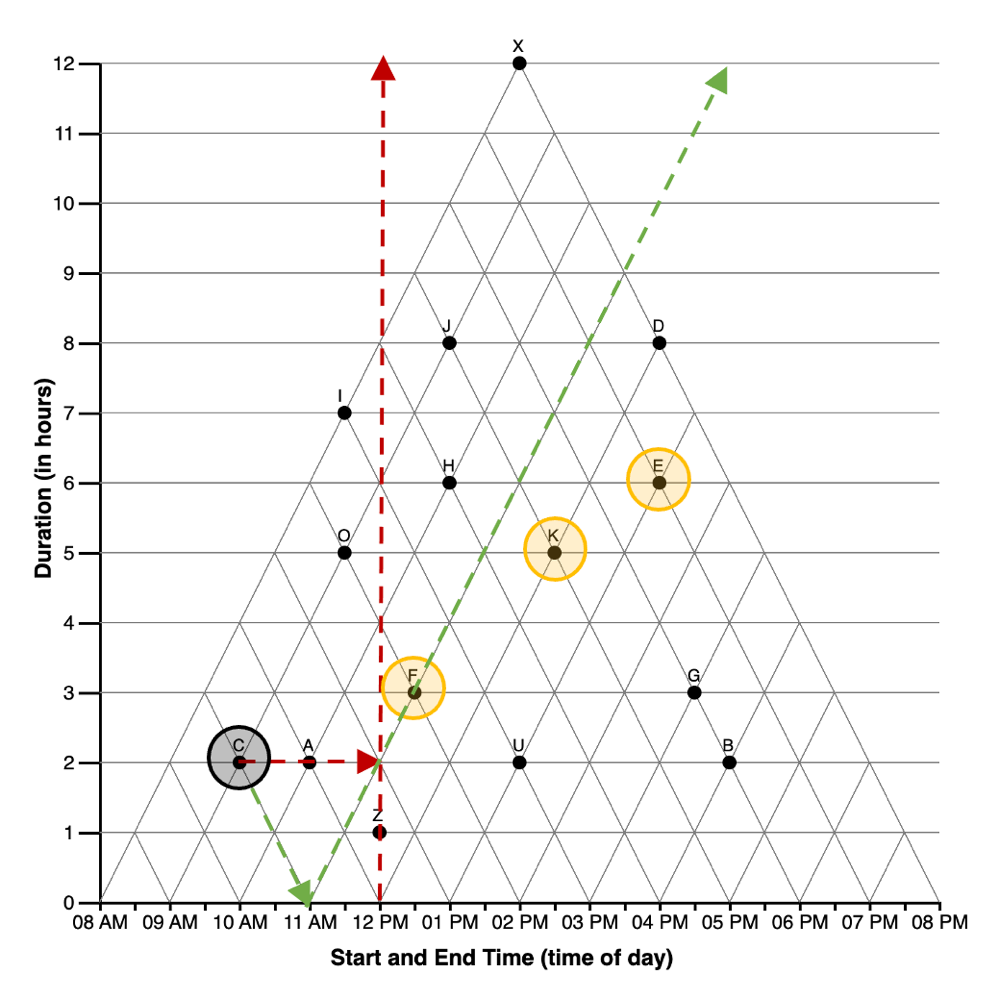 X
12
11
10
9
J
D
8
I
7
H
E
6
O
K
5
4
F
G
3
C
A
U
B
2
Z
1
0
08 AM 09 AM 10 AM 11 AM 12 PM 01 PM 02 PM 03 PM 04 PM 05 PM 06 PM 07 PM 08 PM
Start and End Time (time of day)
Duration (in hours)